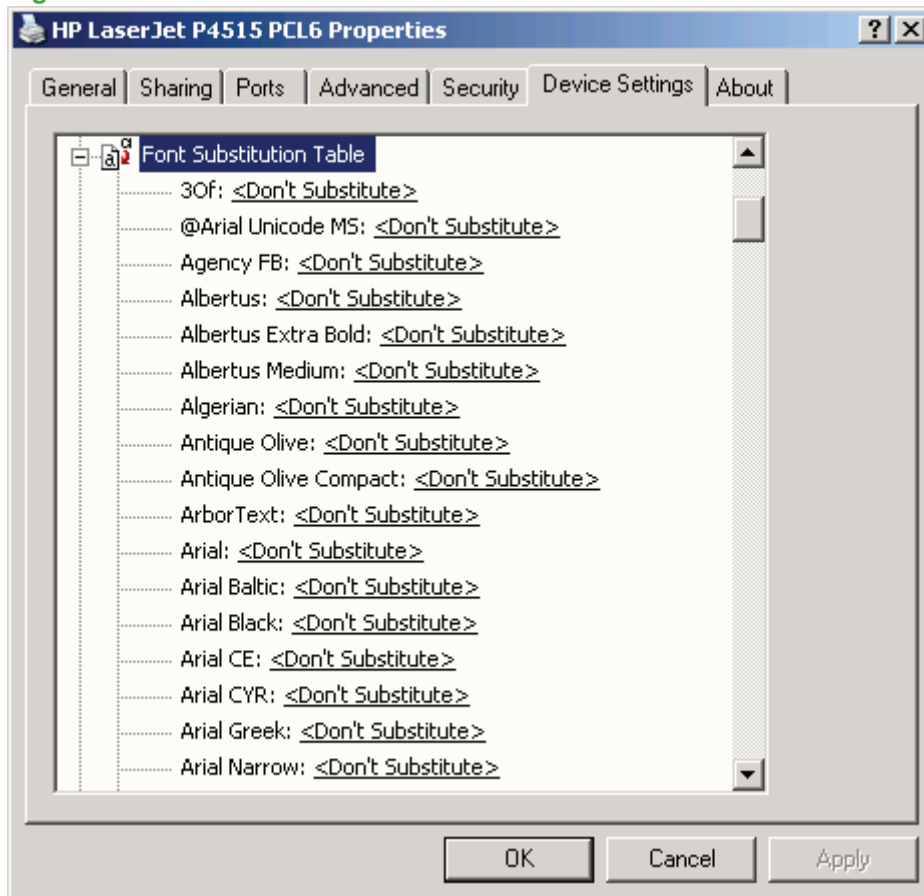 HP LaserJet P4515 PCL6 Properties
General Sharing Ports Advanced Security Device Settings About
Font Substitution Table
3Of: <Don't Substitute>
@Arial Unicode MS: <Don't Substitute>
Agency FB: <Don't Substitute>
Albertus: <Don't Substitute>
Albertus Extra Bold: <Don't Substitute>
Albertus Medium: <Don't Substitute>
Algerian: <Don't Substitute>
Antique Olive: <Don't Substitute>
Antique Olive Compact: <Don't Substitute>
ArborText: <Don't Substitute>
Arial: <Don't Substitute>
Arial Baltic: <Don't Substitute>
Arial Black: <Don't Substitute>
Arial CE: <Don't Substitute>
Arial CYR: <Don't Substitute>
Arial Greek: <Don't Substitute>
Arial Narrow: <Don't Substitute>
OK Cancel Apply